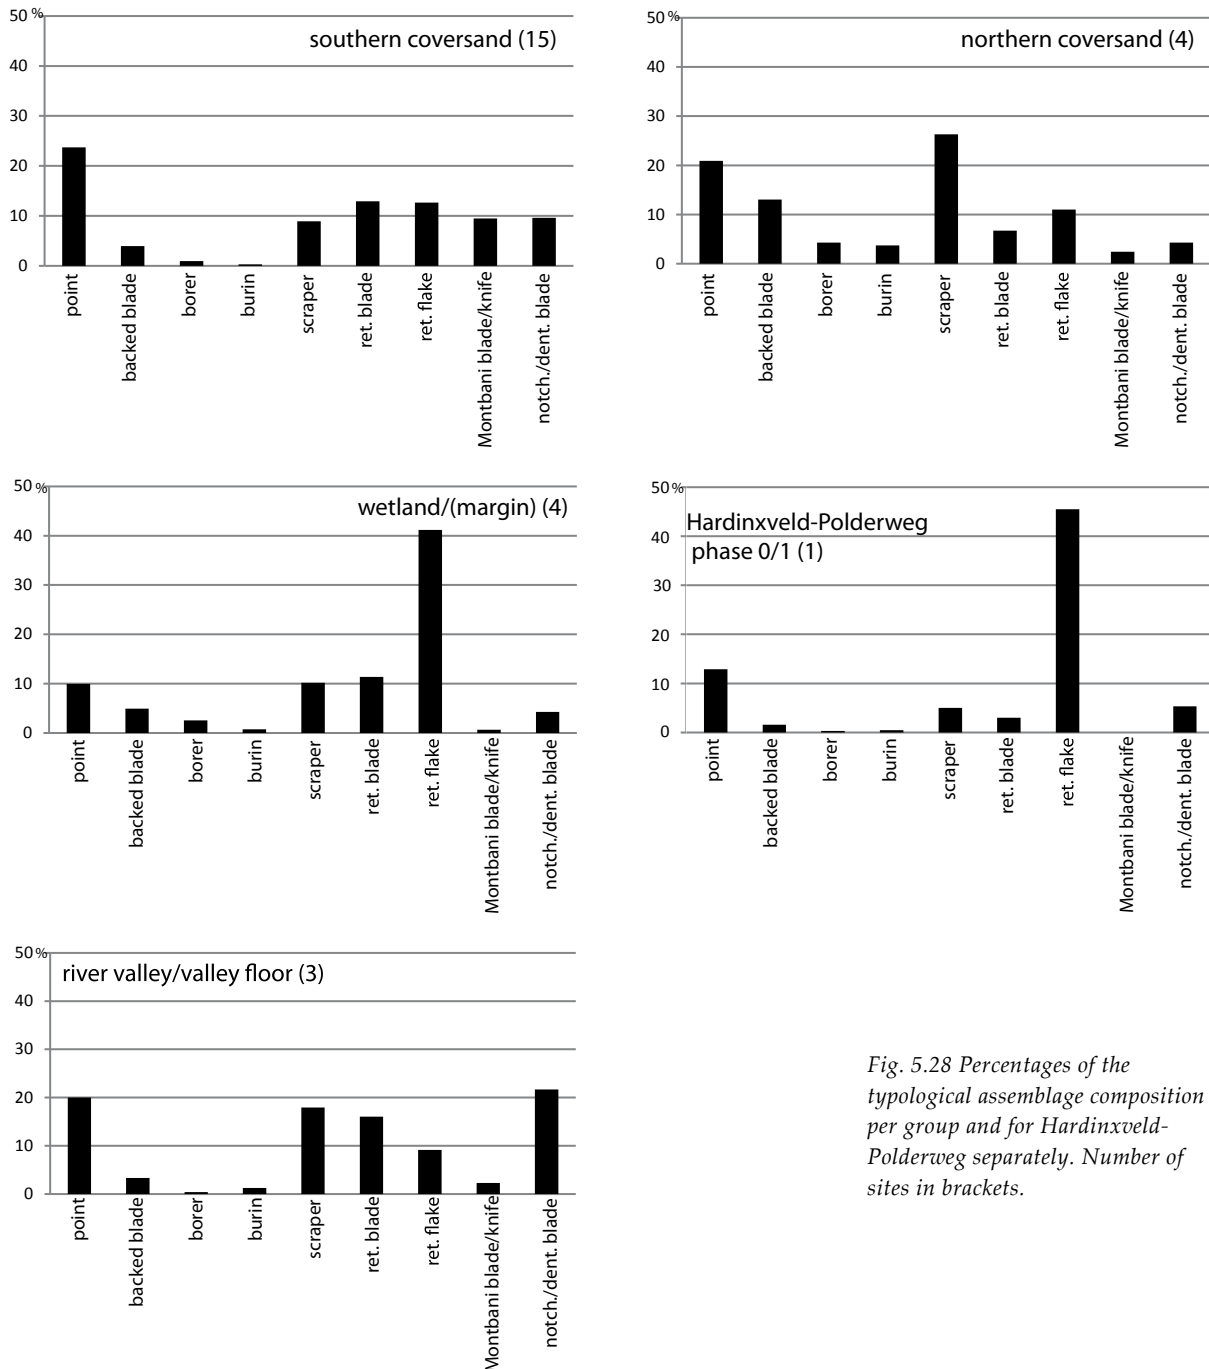 50 %
southern coversand (15)
40
30
20
10
0
point
backed blade
borer
burin
scraper
ret. blade
ret. flake
Montbani blade/knife
notch./dent. blade
50 %
northern coversand (4)
40
30
20
10
0
point
backed blade
borer
burin
scraper
ret. blade
ret. flake
Montbani blade/knife
notch./dent. blade
50 %
wetland/(margin) (4)
40
30
20
10
0
point
backed blade
borer
burin
scraper
ret. blade
ret. flake
Montbani blade/knife
notch./dent. blade
50 %
Hardinxveld-Polderweg
phase 0/1 (1)
40
30
20
10
0
point
backed blade
borer
burin
scraper
ret. blade
ret. flake
Montbani blade/knife
notch./dent. blade
50 %
river valley/valley floor (3)
40
30
20
10
0
point
backed blade
borer
burin
scraper
ret. blade
ret. flake
Montbani blade/knife
notch./dent. blade
Fig. 5.28 Percentages of the
typological assemblage composition
per group and for Hardinxveld-
Polderweg separately. Number of
sites in brackets.